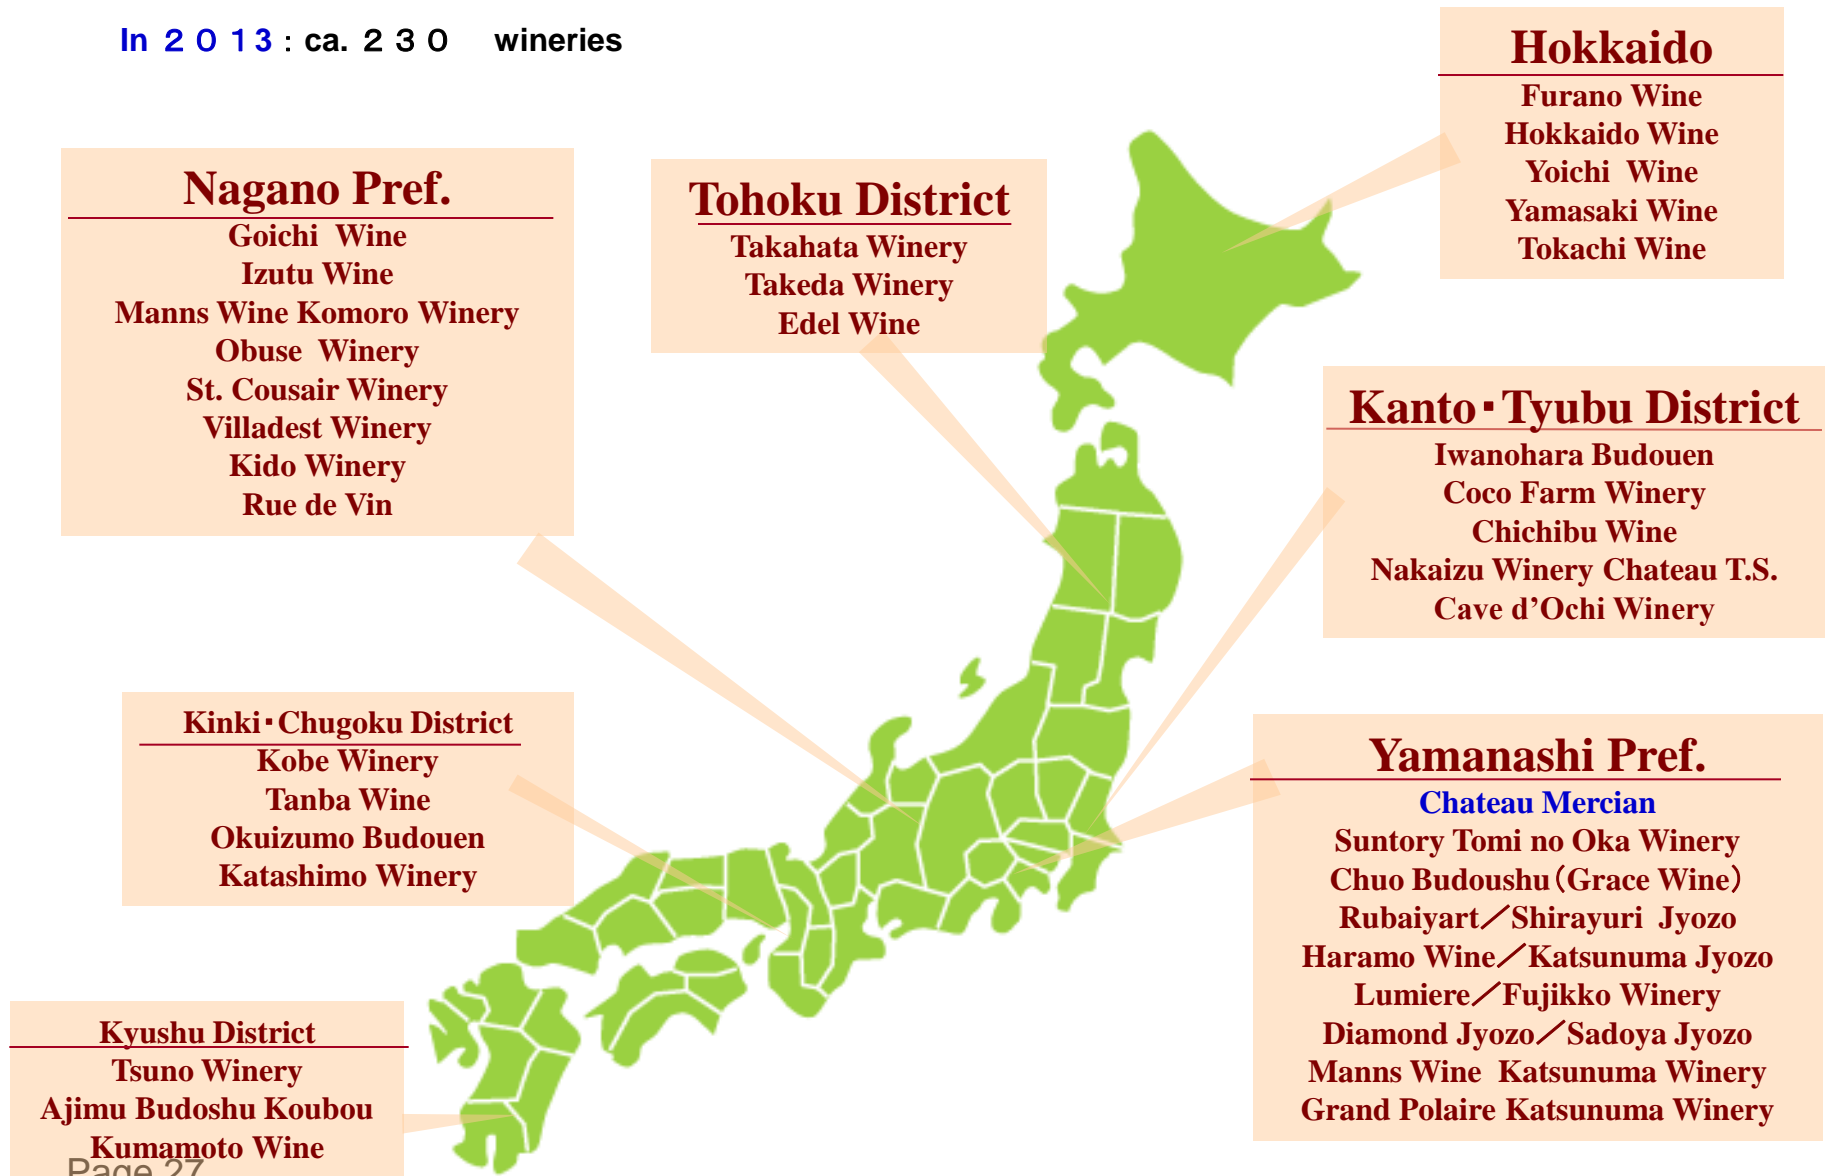 In ２０１３：ca. ２３０ wineries
Hokkaido
Furano Wine
Hokkaido Wine
Yoichi Wine
Yamasaki Wine
Tokachi Wine
Nagano Pref.
Goichi Wine
Izutu Wine
Manns Wine Komoro Winery
Obuse Winery
St. Cousair Winery
Villadest Winery
Kido Winery
Rue de Vin
Tohoku District
Takahata Winery
Takeda Winery
Edel Wine
Kanto・Tyubu District
Iwanohara Budouen
Coco Farm Winery
Chichibu Wine
Nakaizu Winery Chateau T.S.
Cave d’Ochi Winery
Kinki・Chugoku District
Kobe Winery
Tanba Wine
Okuizumo Budouen
Katashimo Winery
Yamanashi Pref.
Chateau Mercian
Suntory Tomi no Oka Winery
Chuo Budoushu（Grace Wine）
Rubaiyart／Shirayuri Jyozo
Haramo Wine／Katsunuma Jyozo
Lumiere／Fujikko Winery
Diamond Jyozo／Sadoya Jyozo
Manns Wine Katsunuma Winery
Grand Polaire Katsunuma Winery
Kyushu District
Tsuno Winery
Ajimu Budoshu Koubou
Kumamoto Wine
Page 27